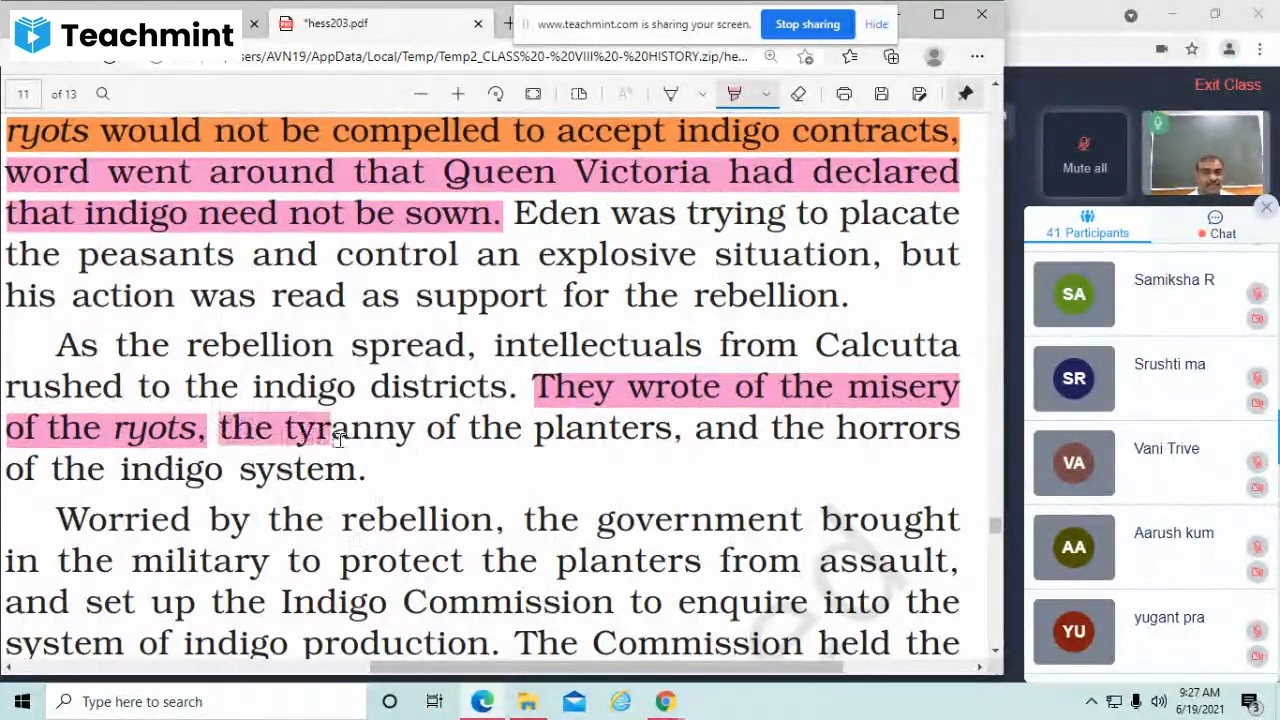 Teachmint
*hess203.pdf
www.teachmint.com is sharing your screen.
Stop sharing
Hide
ers/AVN19/AppData/Local/Temp/Temp2_CLASS%20-%20VIII%20-%20HISTORY.zip/he...
11 of 13
Exit Class
ryots would not be compelled to accept indigo contracts,
word went around that Queen Victoria had declared
that indigo need not be sown. Eden was trying to placate
the peasants and control an explosive situation, but
his action was read as support for the rebellion.
As the rebellion spread, intellectuals from Calcutta
rushed to the indigo districts. They wrote of the misery
of the ryots, the tyranny of the planters, and the horrors
of the indigo system.
Worried by the rebellion, the government brought
in the military to protect the planters from assault,
and set up the Indigo Commission to enquire into the
system of indigo production. The Commission held the
Mute all
41 Participants
Chat
SA
Samiksha R
SR
Srushti ma
VA
Vani Trive
AA
Aarush kum
YU
yugant pra
Type here to search
9:27 AM
6/19/2021
3